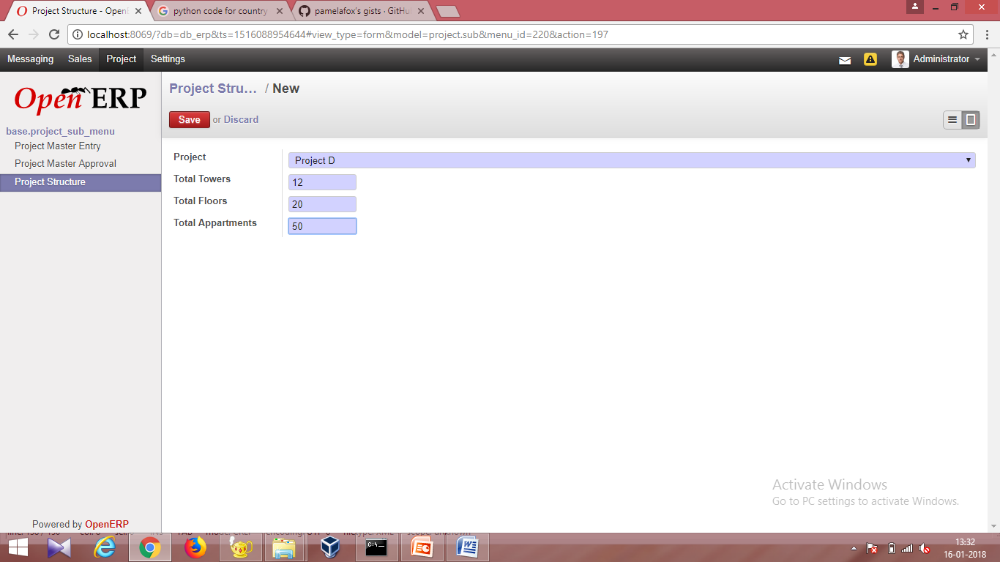 Project Structure - Open
python code for country
pamelafox's gists · GitHu
localhost:8069/?db=db_erp&ts=1516088954644#view_type=form&model=project.sub&menu_id=220&action=197
Messaging Sales Project Settings Administrator
Open ERP
Project Stru... / New
Save or Discard
base.project_sub_menu
Project Master Entry
Project Master Approval
Project Structure
Project Project D
Total Towers 12
Total Floors 20
Total Appartments 50
Activate Windows
Go to PC settings to activate Windows.
Powered by OpenERP
13:32
16-01-2018